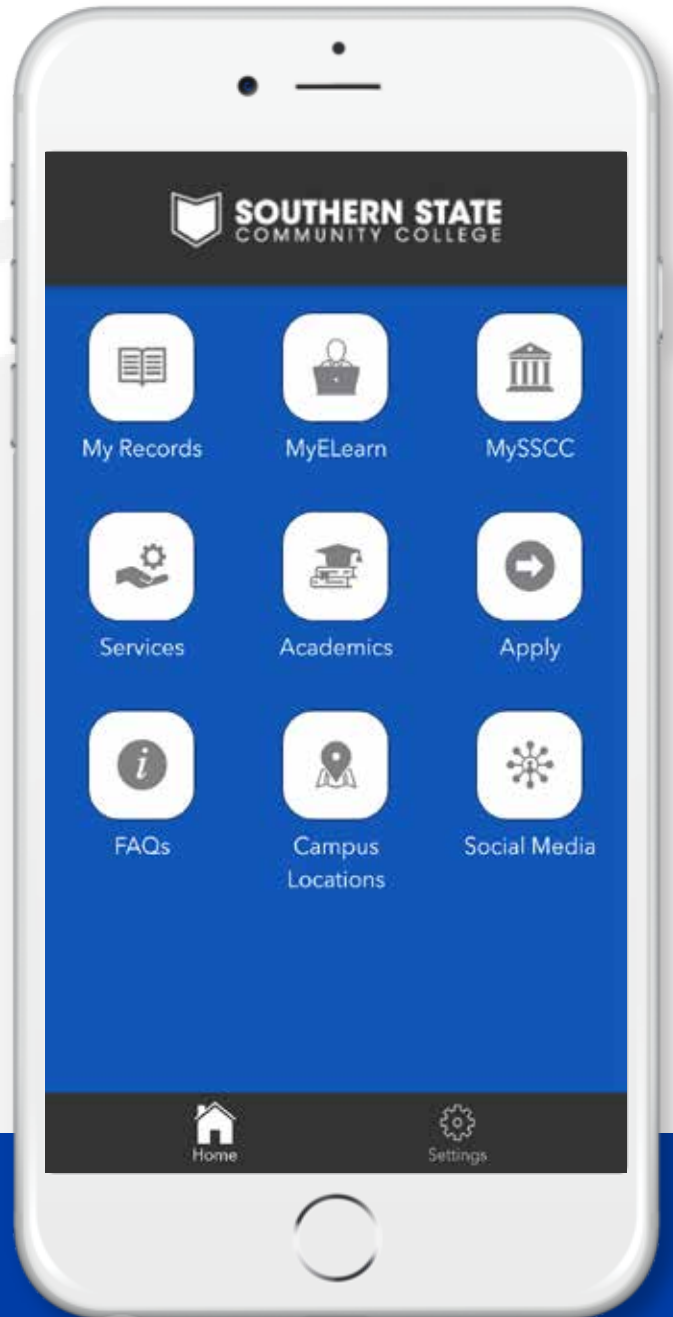 SOUTHERN STATE
COMMUNITY COLLEGE
My Records
MyELearn
MySSCC
Services
Academics
Apply
i
FAQs
Campus
Locations
Social Media
Home
Settings